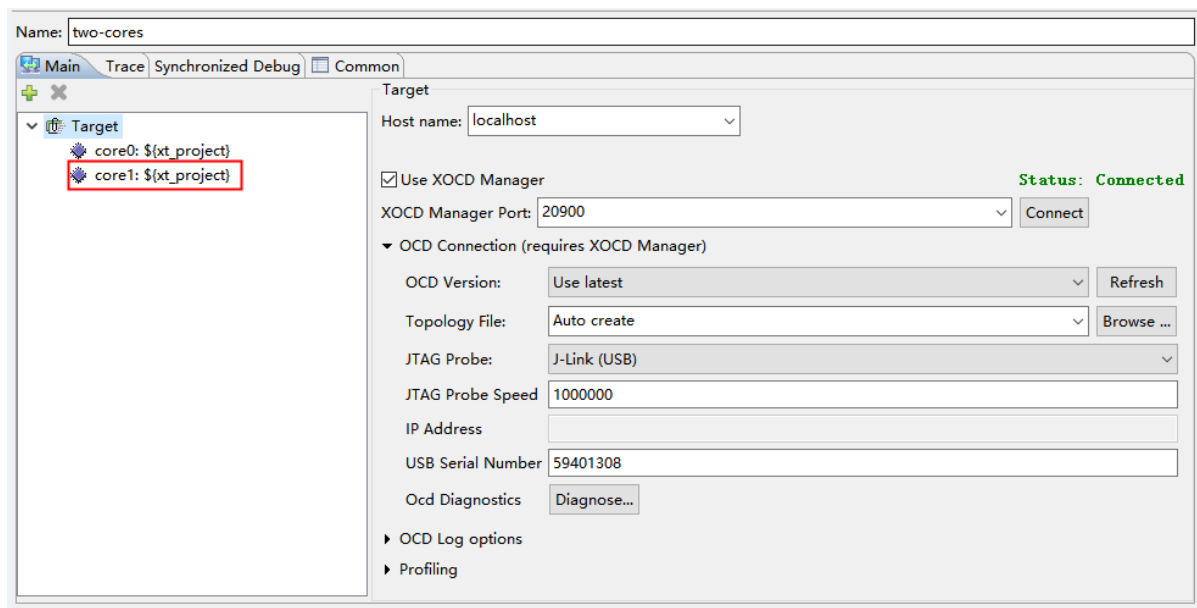 Name: two-cores
Main Trace Synchronized Debug Common
Target
core0: ${xt_project}
core1: ${xt_project}
Target
Host name: localhost
Use XOCD Manager Status: Connected
XOCD Manager Port: 20900 Connect
OCD Connection (requires XOCD Manager)
OCD Version: Use latest Refresh
Topology File: Auto create Browse ...
JTAG Probe: J-Link (USB)
JTAG Probe Speed 1000000
IP Address
USB Serial Number 59401308
Ocd Diagnostics Diagnose...
OCD Log options
Profiling